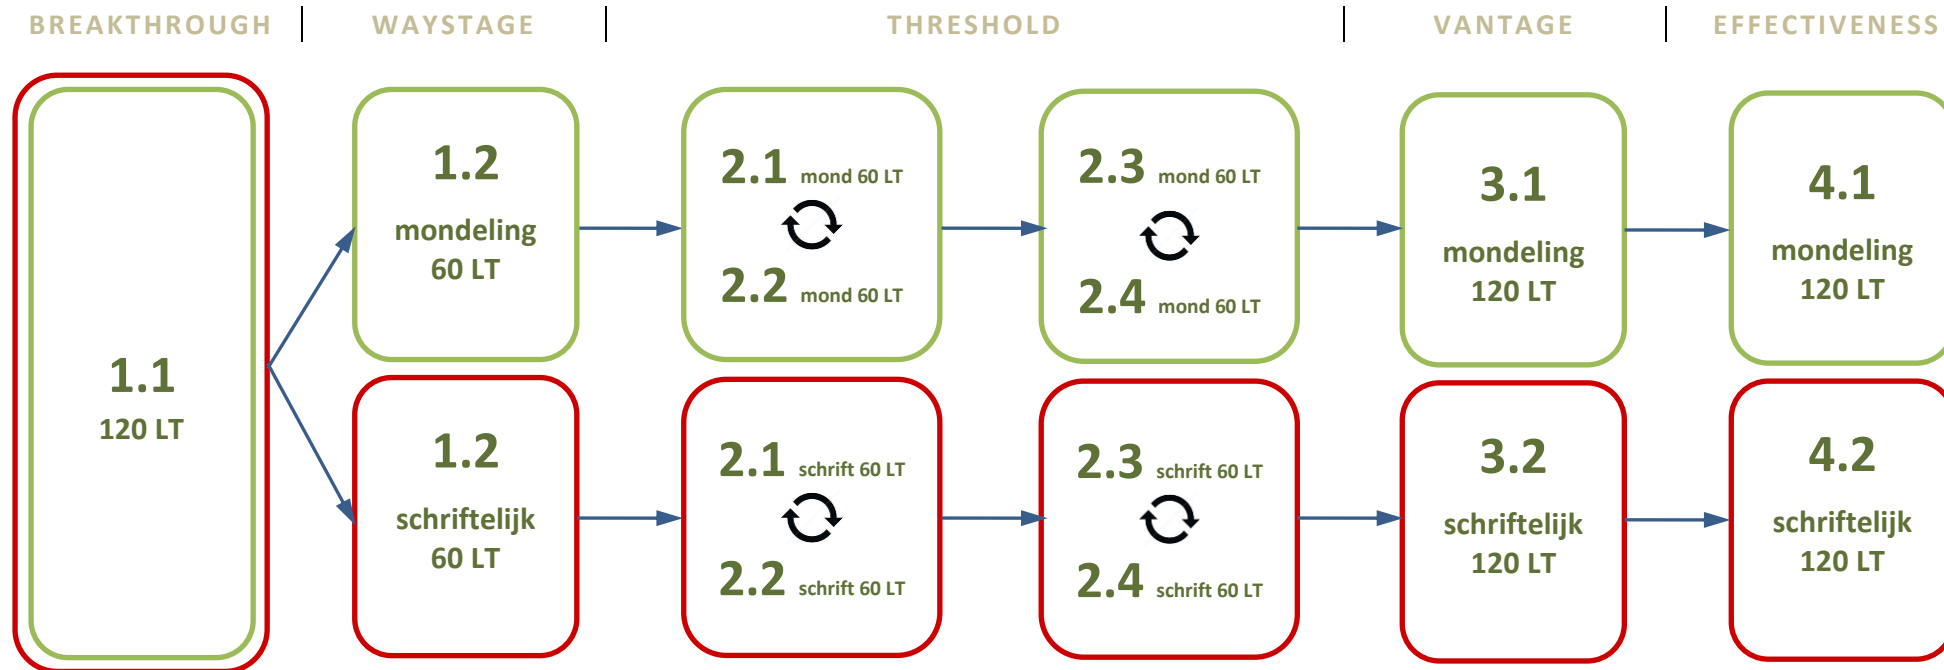 BREAKTHROUGH
WAYSTAGE
THRESHOLD
VANTAGE
EFFECTIVENESS
1.1
120 LT
1.2
mondeling
60 LT
2.1 mond 60 LT
2.2 mond 60 LT
2.3 mond 60 LT
2.4 mond 60 LT
3.1
mondeling
120 LT
4.1
mondeling
120 LT
1.2
schriftelijk
60 LT
2.1 schrift 60 LT
2.2 schrift 60 LT
2.3 schrift 60 LT
2.4 schrift 60 LT
3.2
schriftelijk
120 LT
4.2
schriftelijk
120 LT